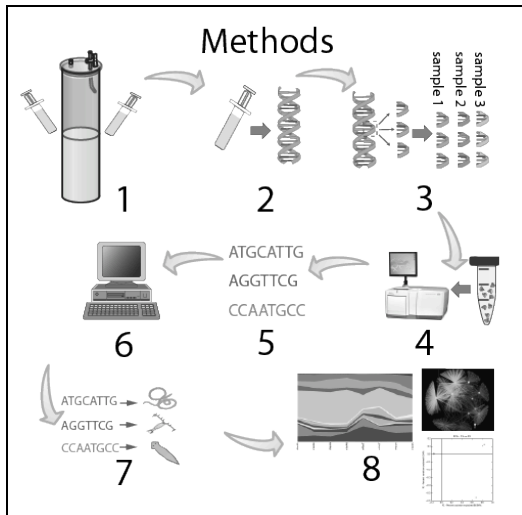 Methods
sample 1
sample 2
sample 3
1
2
3
ATGCATTG
AGGTTCG
CCAATGCC
6
5
4
ATGCATTG
AGGTTCG
CCAATGCC
7
8